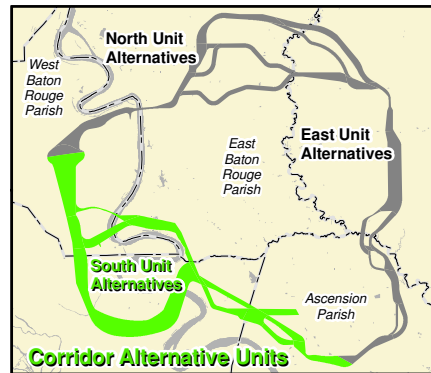 North Unit
Alternatives
West
Baton
Rouge
Parish
East
Baton
Rouge
Parish
East Unit
Alternatives
South Unit
Alternatives
Ascension
Parish
Corridor Alternative Units